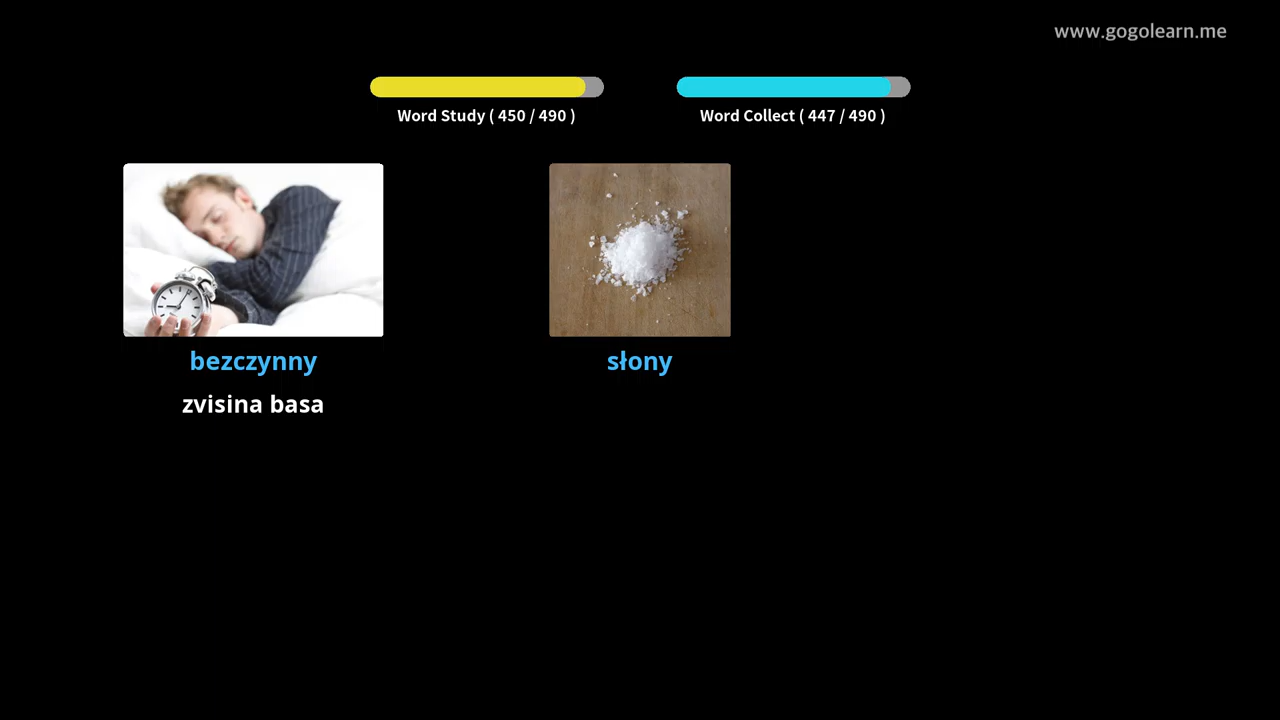 www.gogolearn.me
Word Study ( 450 / 490 )
Word Collect ( 447 / 490 )
bezczynny
słony
zvisina basa